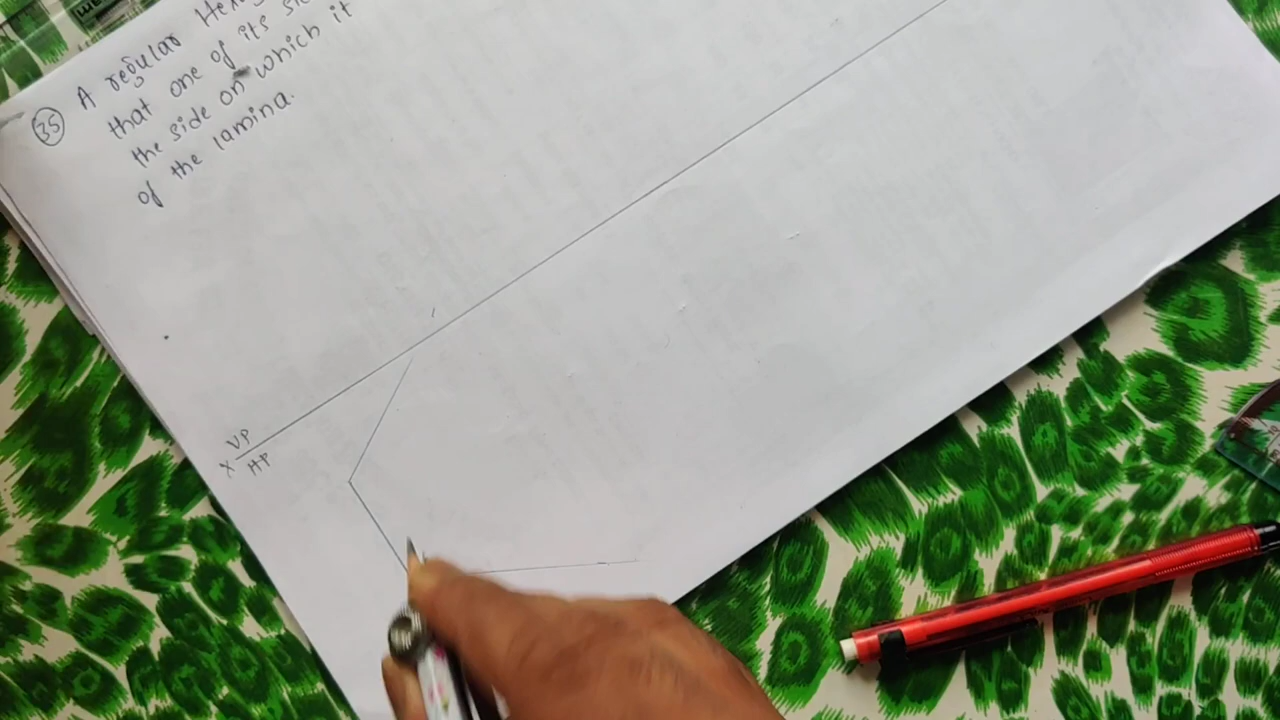 35 A regular
that one of its
the side on which it
of the lamina.
VP
X HP